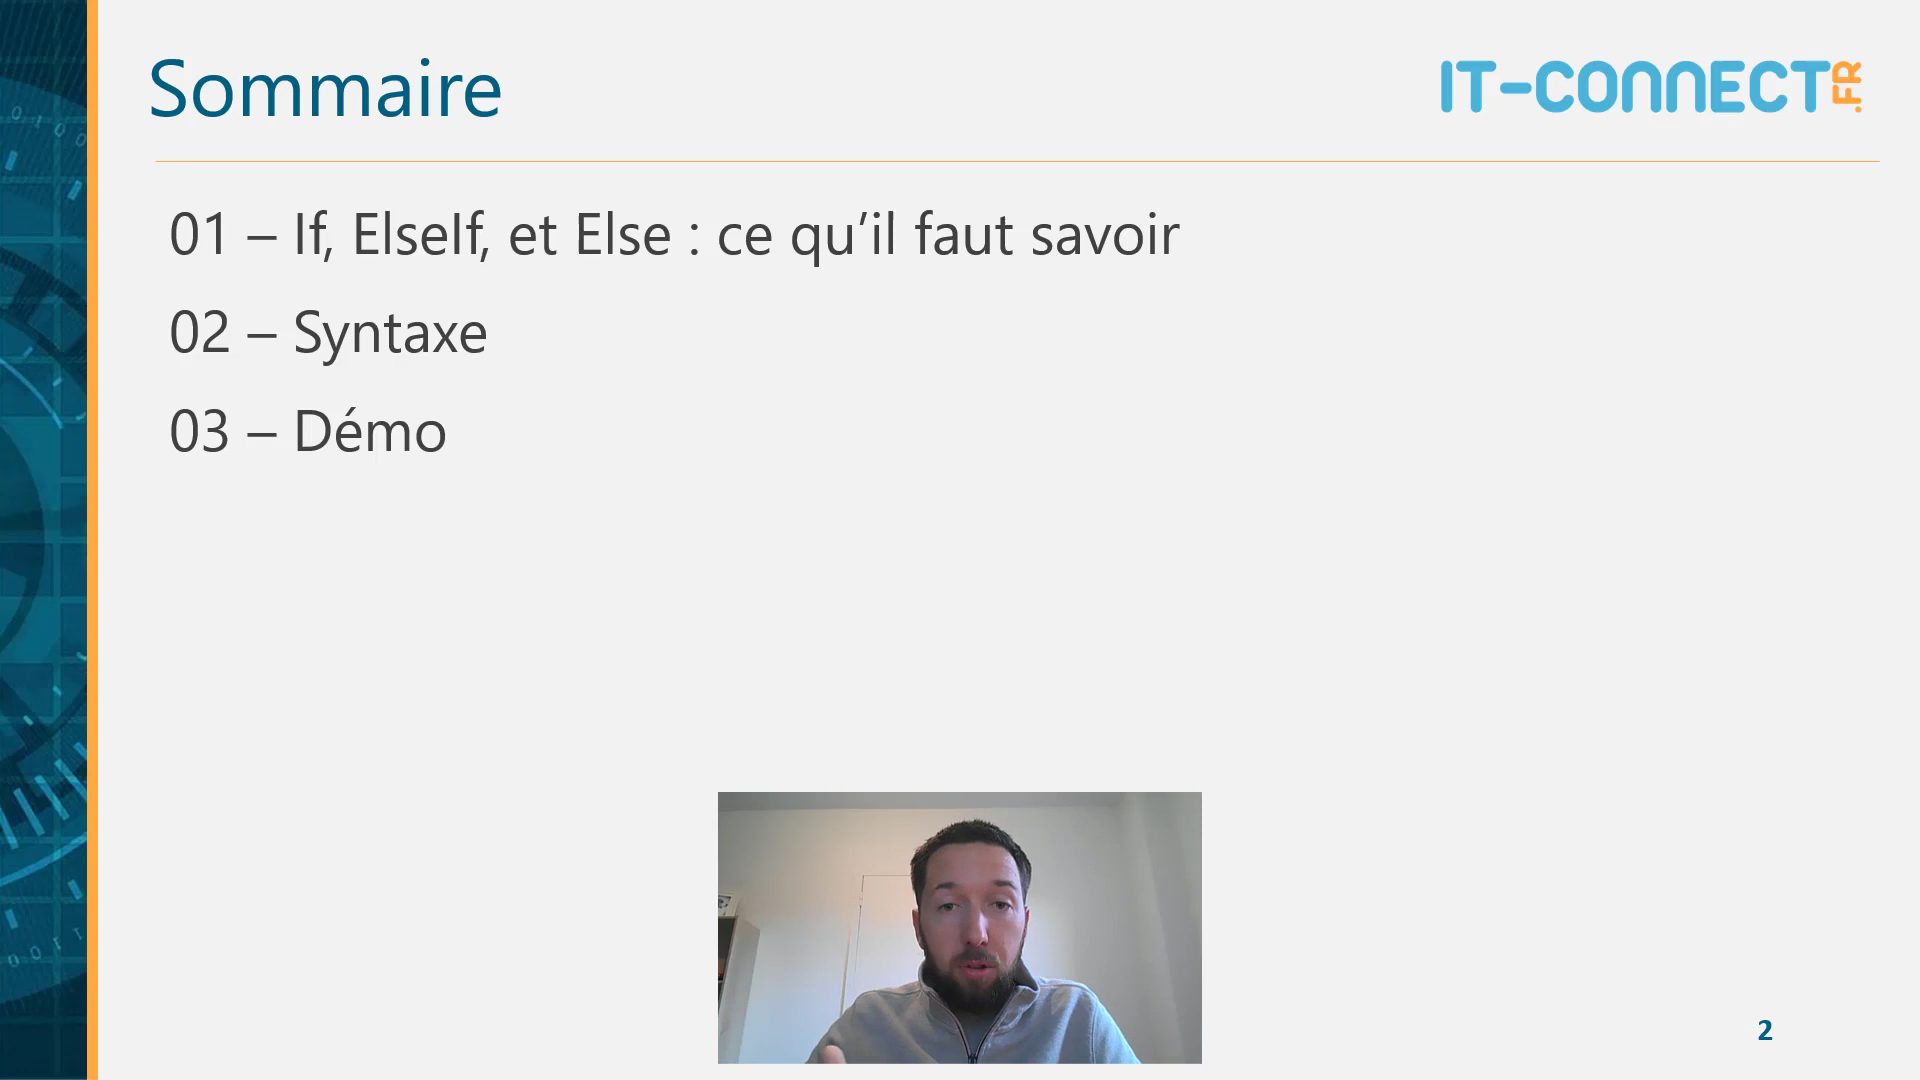 Sommaire
IT-CONNECT.FR
01 – If, ElseIf, et Else : ce qu’il faut savoir
02 – Syntaxe
03 – Démo
2